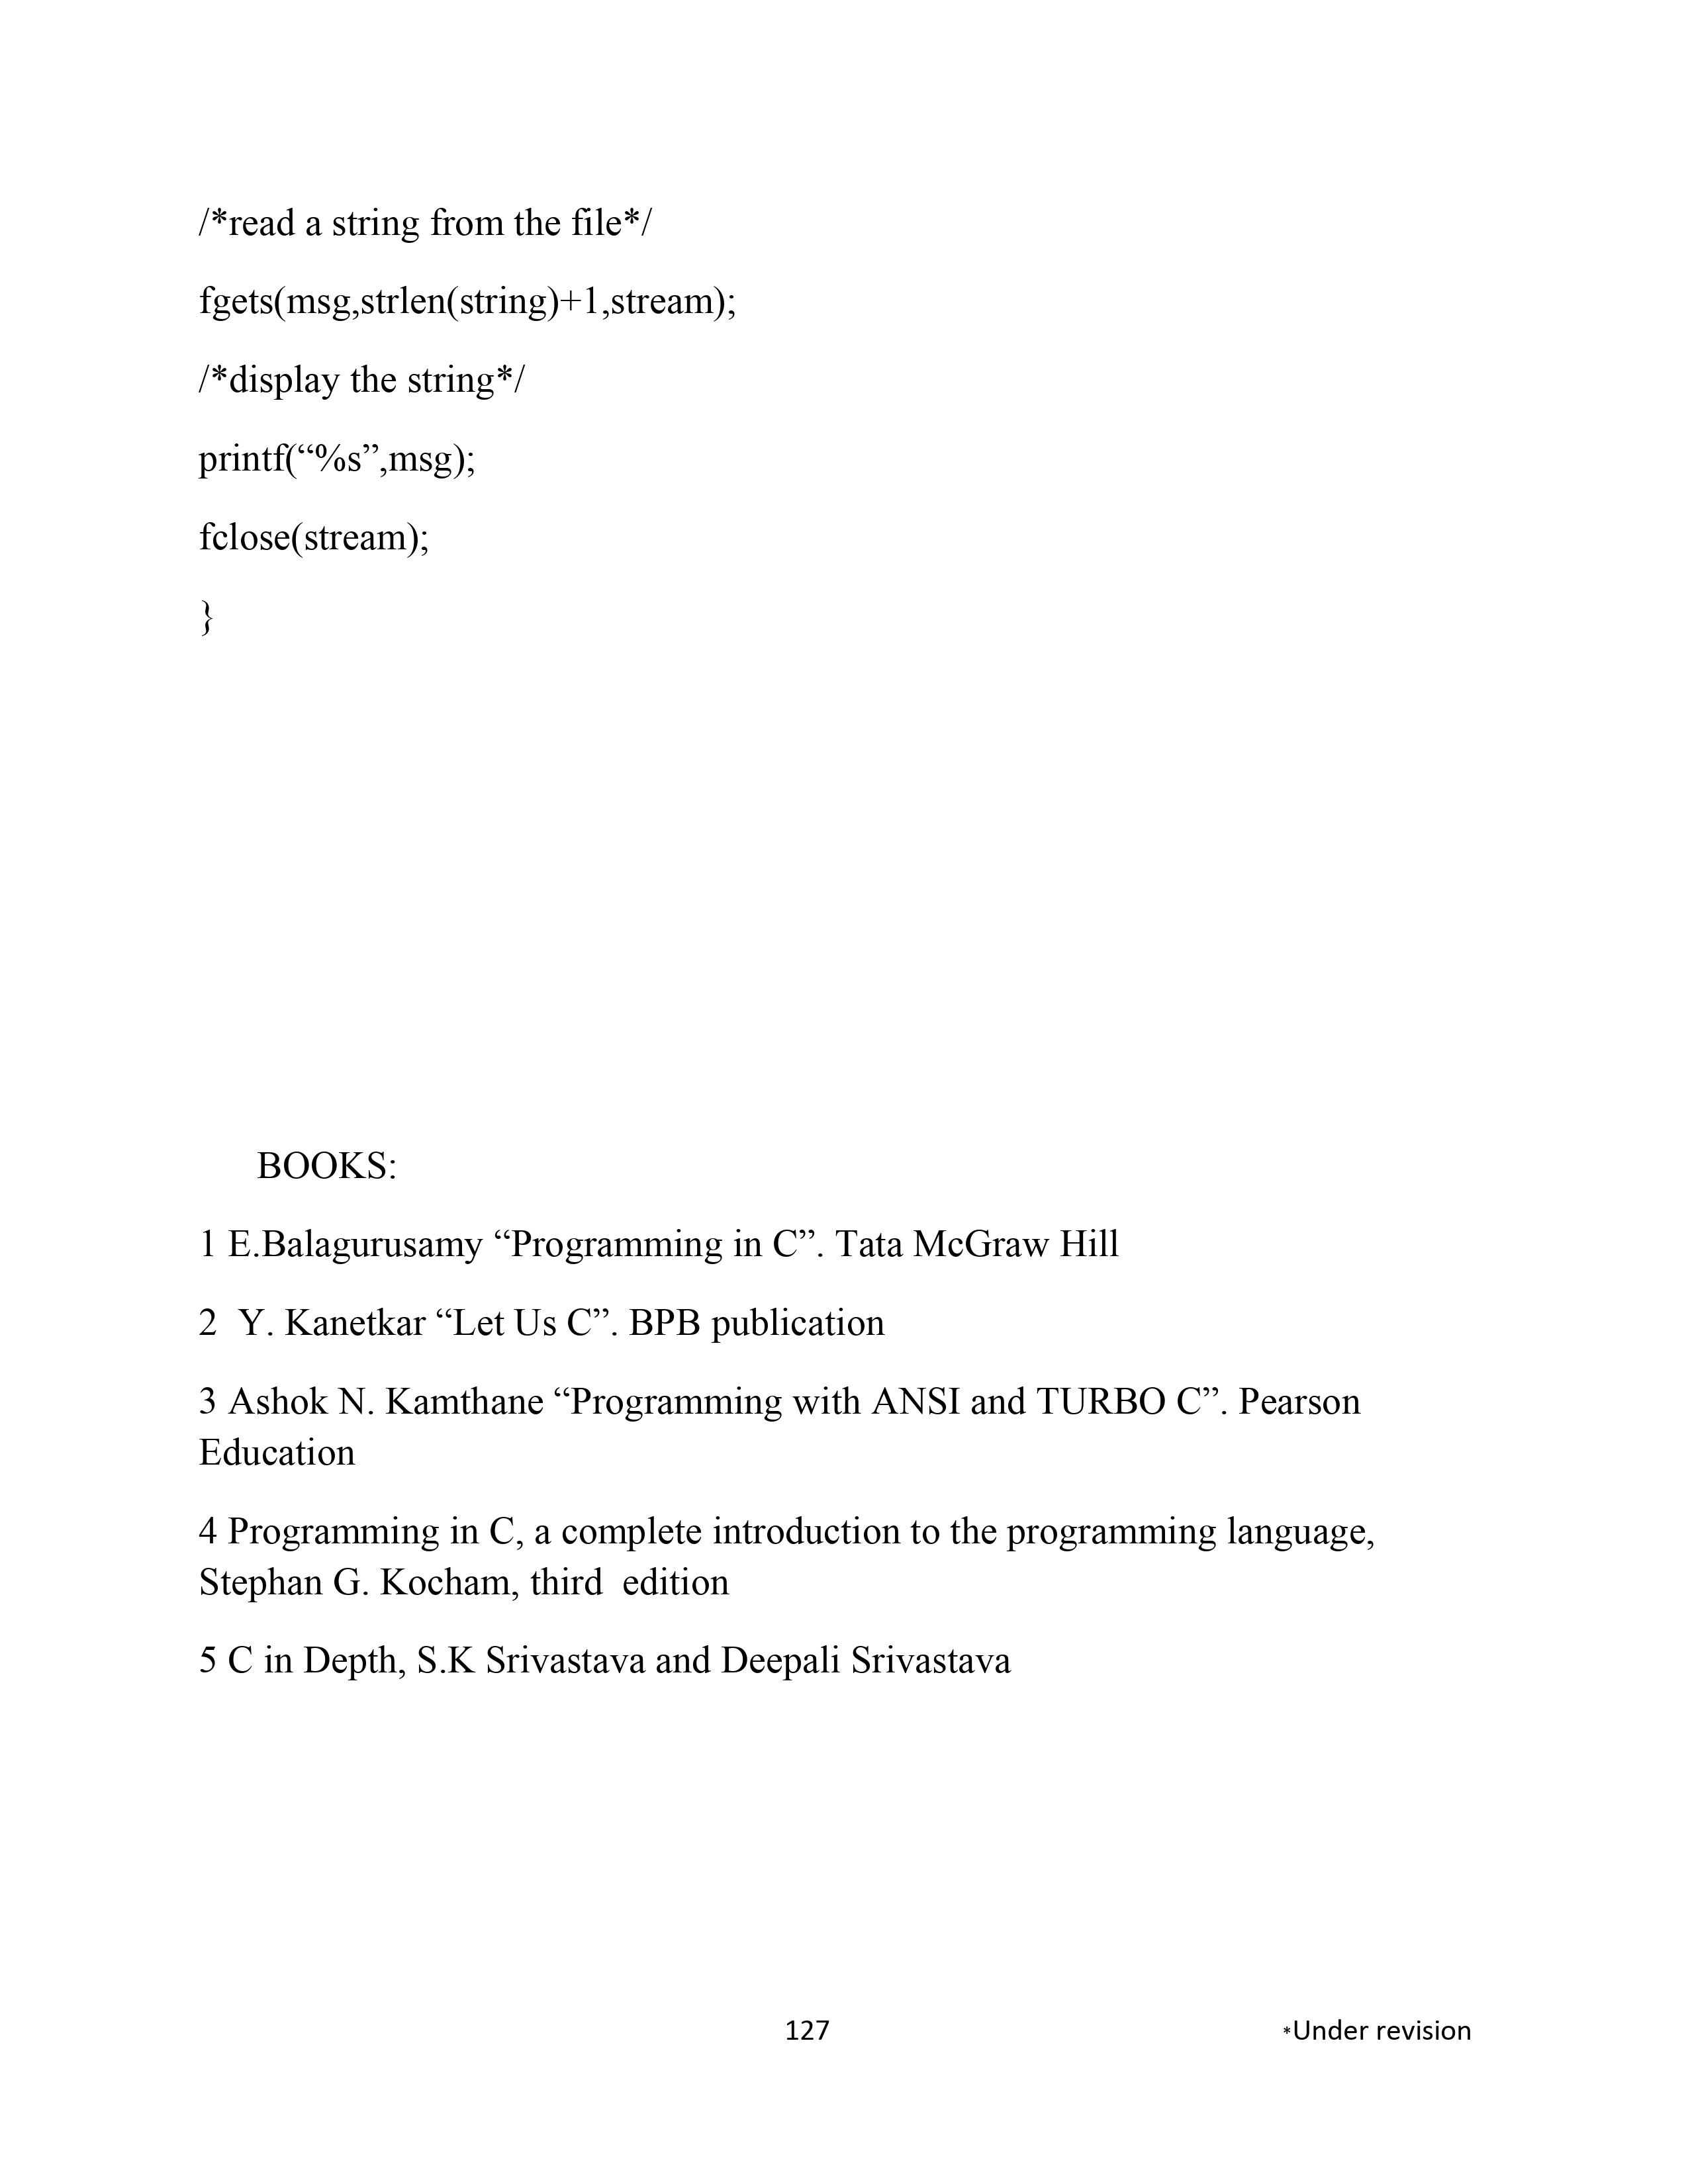 /*read a string from the file*/
fgets(msg,strlen(string)+1,stream);
/*display the string*/
printf(“%s”,msg);
fclose(stream);
}
BOOKS:
1 E.Balagurusamy “Programming in C”. Tata McGraw Hill
2  Y. Kanetkar “Let Us C”. BPB publication
3 Ashok N. Kamthane “Programming with ANSI and TURBO C”. Pearson
Education
4 Programming in C, a complete introduction to the programming language,
Stephan G. Kocham, third  edition
5 C in Depth, S.K Srivastava and Deepali Srivastava
127 *Under revision